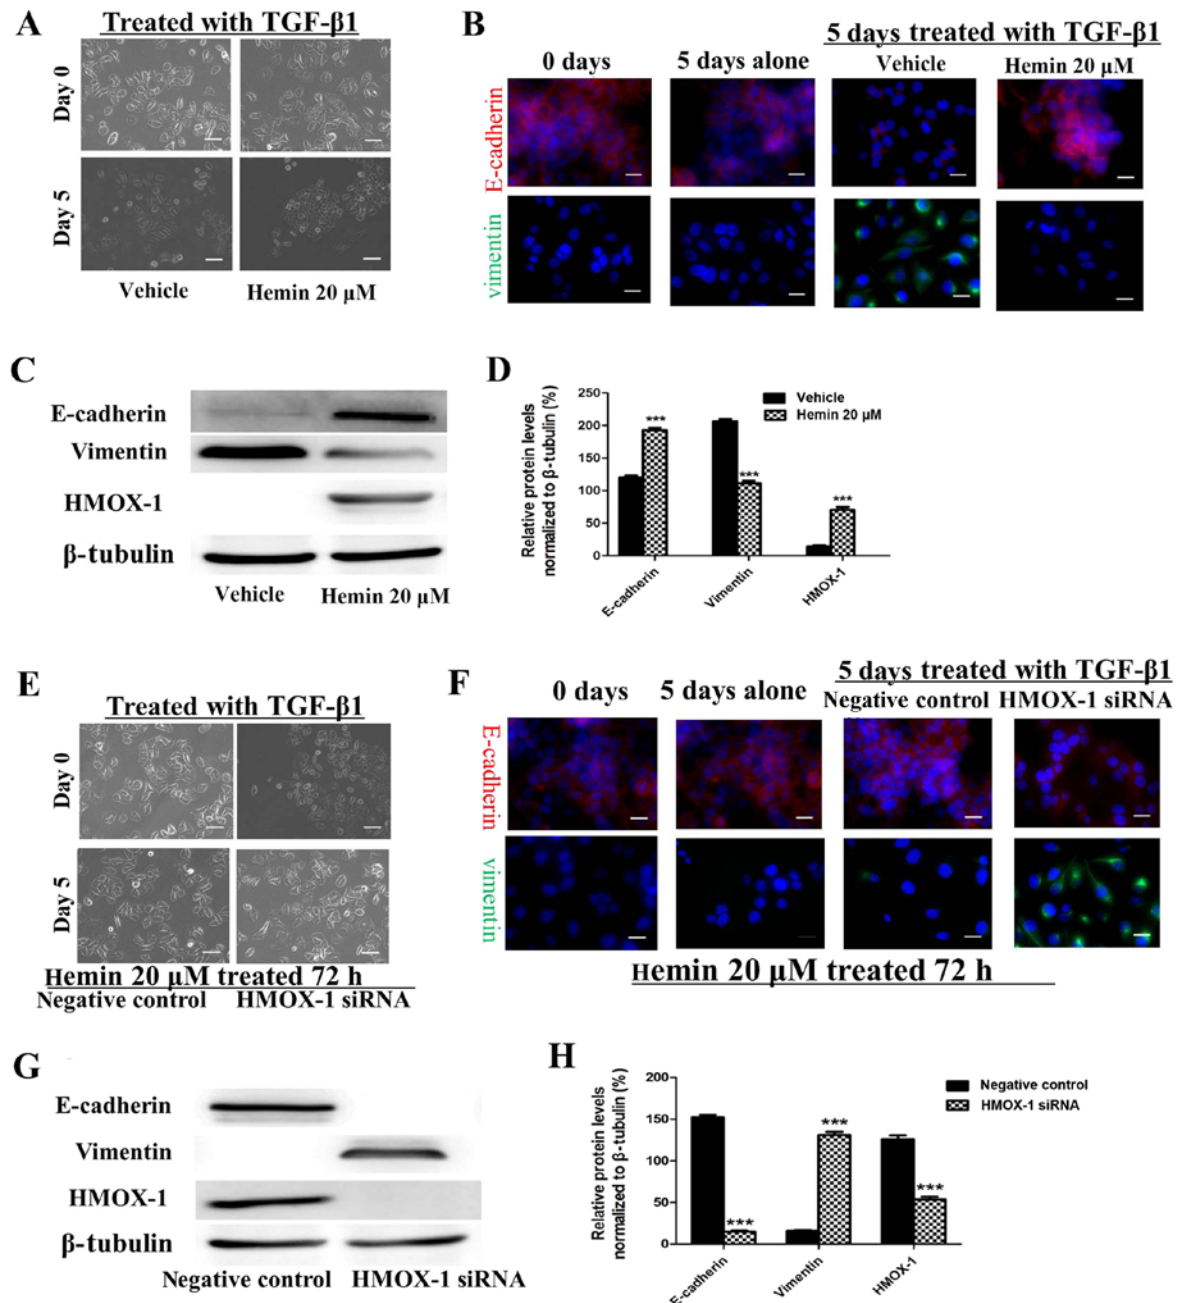 A
Treated with TGF-β1
Day 0
Day 5
Vehicle
Hemin 20 μM
B
5 days treated with TGF-β1
0 days
5 days alone
Vehicle
Hemin 20 μM
E-cadherin
vimentin
C
E-cadherin
Vimentin
HMOX-1
β-tubulin
Vehicle
Hemin 20 μM
D
Relative protein levels
normalized to β-tubulin (%)
250
200
150
100
50
0
***
***
***
Vehicle
Hemin 20 μM
E-cadherin
Vimentin
HMOX-1
E
Treated with TGF-β1
Day 0
Day 5
Hemin 20 μM treated 72 h
Negative control
HMOX-1 siRNA
F
5 days treated with TGF-β1
0 days
5 days alone
Negative control
HMOX-1 siRNA
E-cadherin
vimentin
Hemin 20 μM treated 72 h
G
E-cadherin
Vimentin
HMOX-1
β-tubulin
Negative control
HMOX-1 siRNA
H
Relative protein levels
normalized to β-tubulin (%)
200
150
100
50
0
***
***
***
Negative control
HMOX-1 siRNA
E-cadherin
Vimentin
HMOX-1